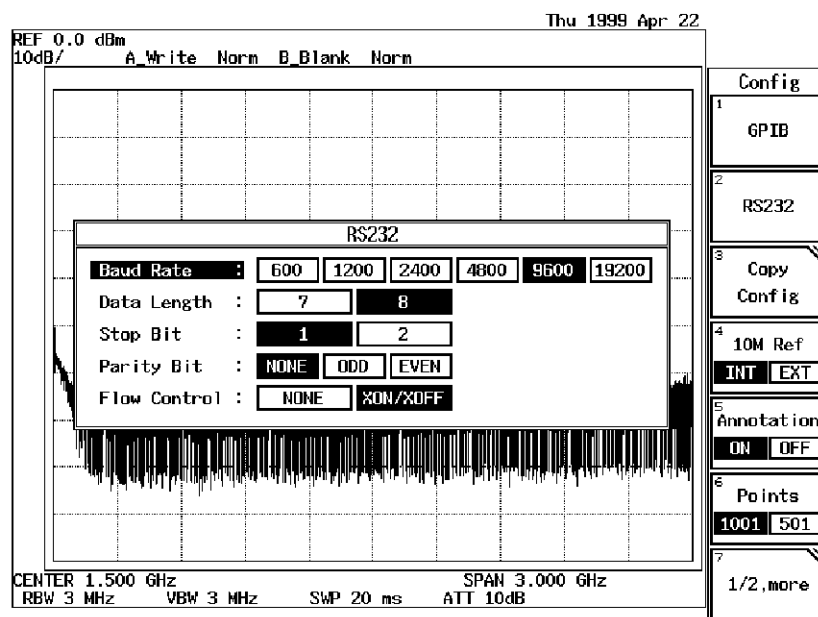 Thu 1999 Apr 22
REF 0.0 dBm
10dB/ A_Write Norm B_Blank Norm
RS232
Baud Rate : 600 1200 2400 4800 9600 19200
Data Length : 7 8
Stop Bit : 1 2
Parity Bit : NONE ODD EVEN
Flow Control : NONE XON/XOFF
CENTER 1.500 GHz SPAN 3.000 GHz
RBW 3 MHz VBW 3 MHz SWP 20 ms ATT 10dB
Config
1
GPIB
2
RS232
3
Copy
Config
4
10M Ref
INT EXT
5
Annotation
ON OFF
6
Points
1001 501
7
1/2,more